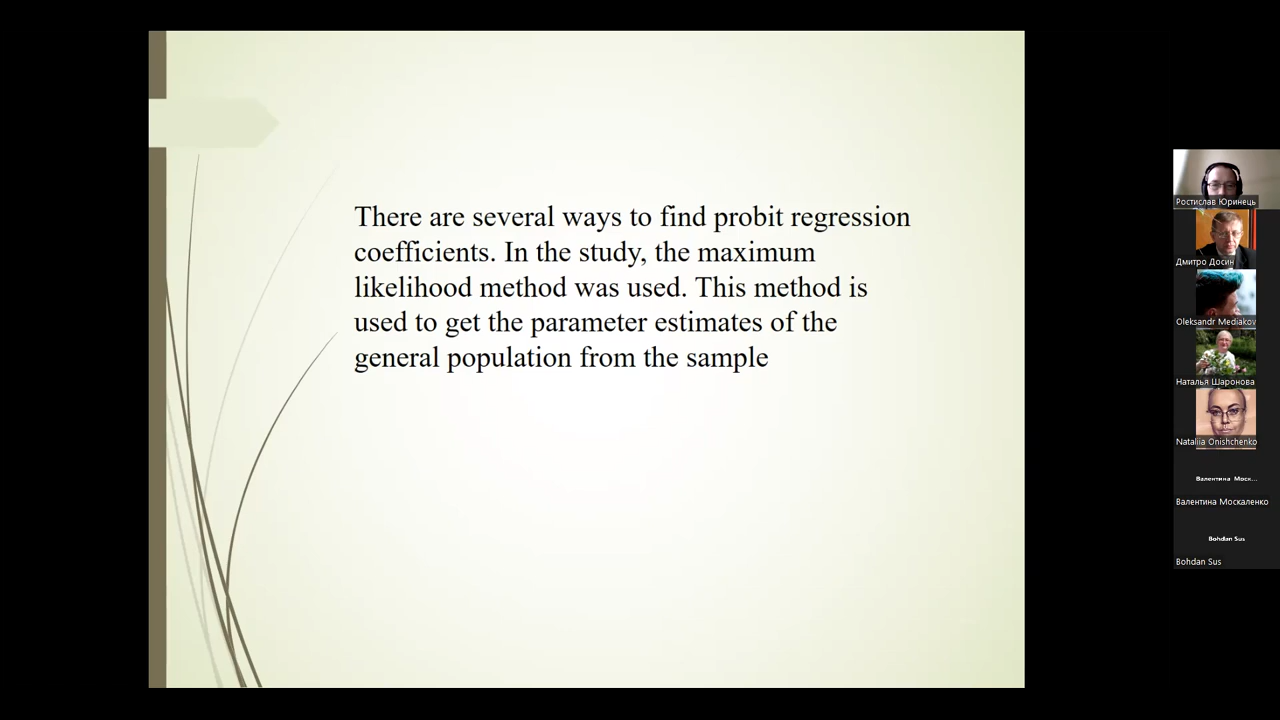 There are several ways to find probit regression
coefficients. In the study, the maximum
likelihood method was used. This method is
used to get the parameter estimates of the
general population from the sample
Ростислав Юринець
Дмитро Досин
Oleksandr Mediakov
Наталья Шаронова
Nataliia Onishchenko
Валентина Моск...
Валентина Москаленко
Bohdan Sus
Bohdan Sus